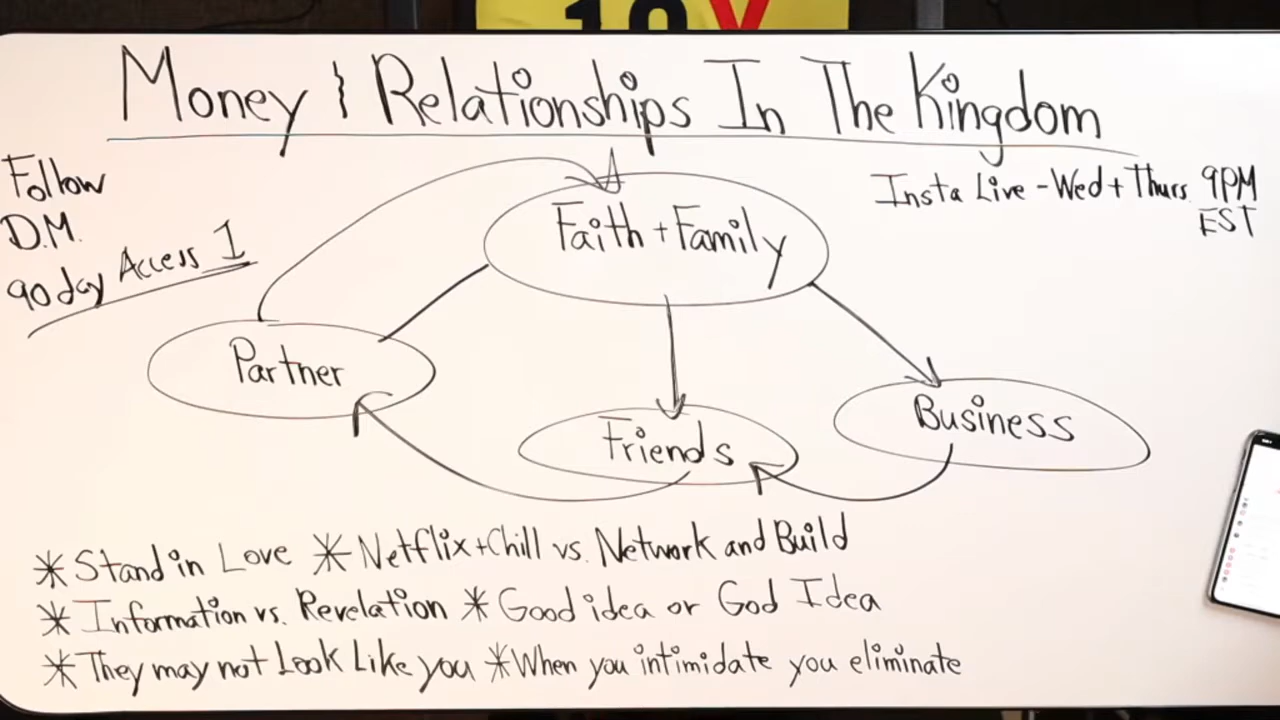 10X
Money & Relationships In The Kingdom
Follow
D.M.
90 day Access 1
Insta Live - Wed + Thurs 9PM
EST
Faith + Family
Partner
Friends
Business
* Stand in Love * Netflix + Chill vs. Network and Build
* Information vs. Revelation * Good idea or God Idea
* They may not Look Like you * When you intimidate you eliminate